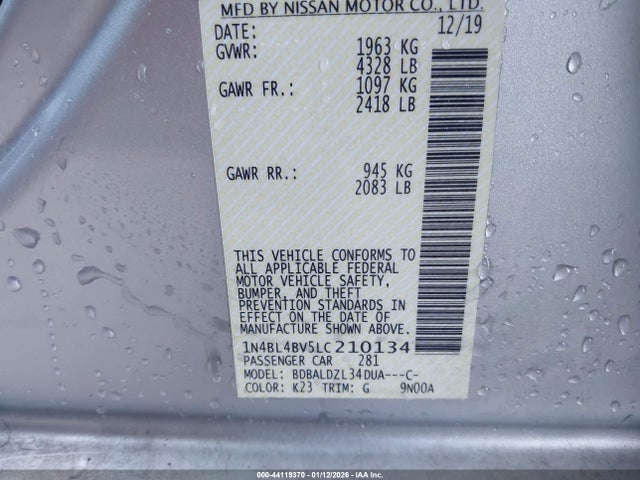 MFD BY NISSAN MOTOR CO., LTD.
DATE: 12/19
GVWR: 1963 KG
4328 LB
GAWR FR.: 1097 KG
2418 LB
GAWR RR.: 945 KG
2083 LB
THIS VEHICLE CONFORMS TO
ALL APPLICABLE FEDERAL
MOTOR VEHICLE SAFETY,
BUMPER, AND THEFT
PREVENTION STANDARDS IN
EFFECT ON THE DATE OF
MANUFACTURE SHOWN ABOVE.
1N4BL4BV5LC210134
PASSENGER CAR 281
MODEL: BDBALDZL34DUA---C-
COLOR: K23 TRIM: G 9N00A
000-44119370 - 01/12/2026 - IAA Inc.